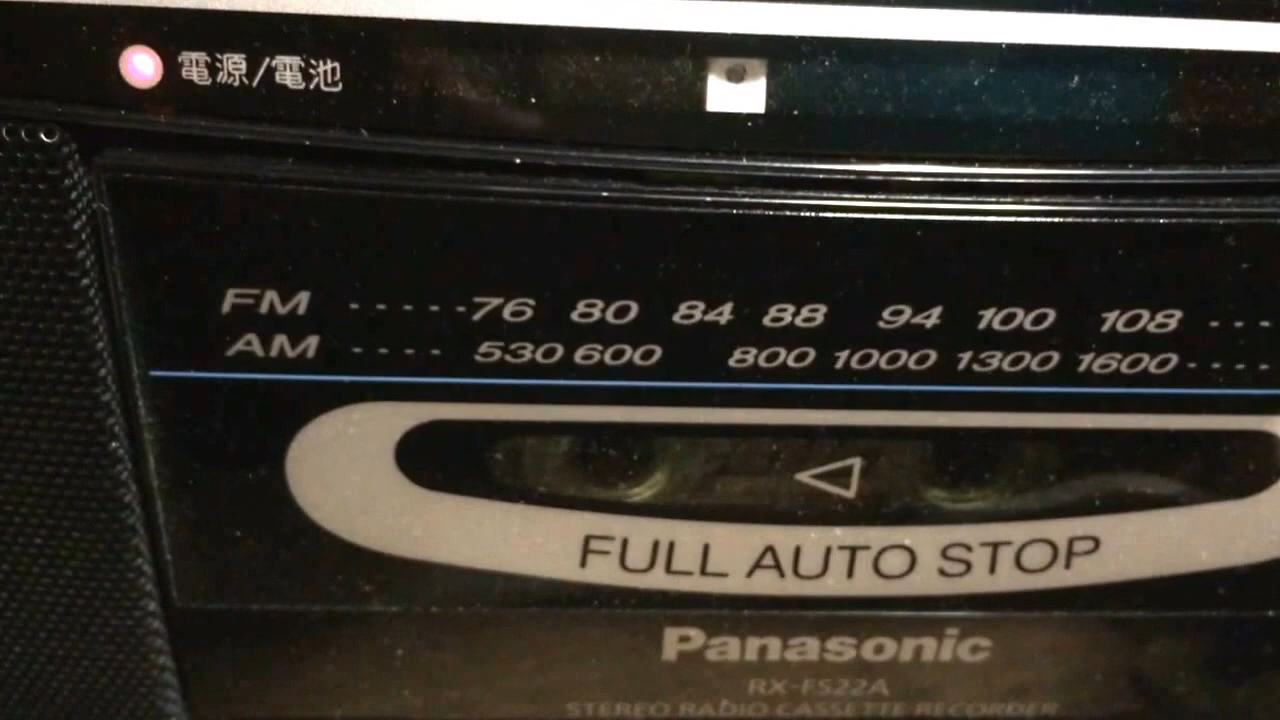 電源/電池
FM -----76 80 84 88 94 100 108 ----
AM ---- 530 600 800 1000 1300 1600 ----
FULL AUTO STOP
Panasonic
RX-FS22A
STEREO RADIO CASSETTE RECORDER